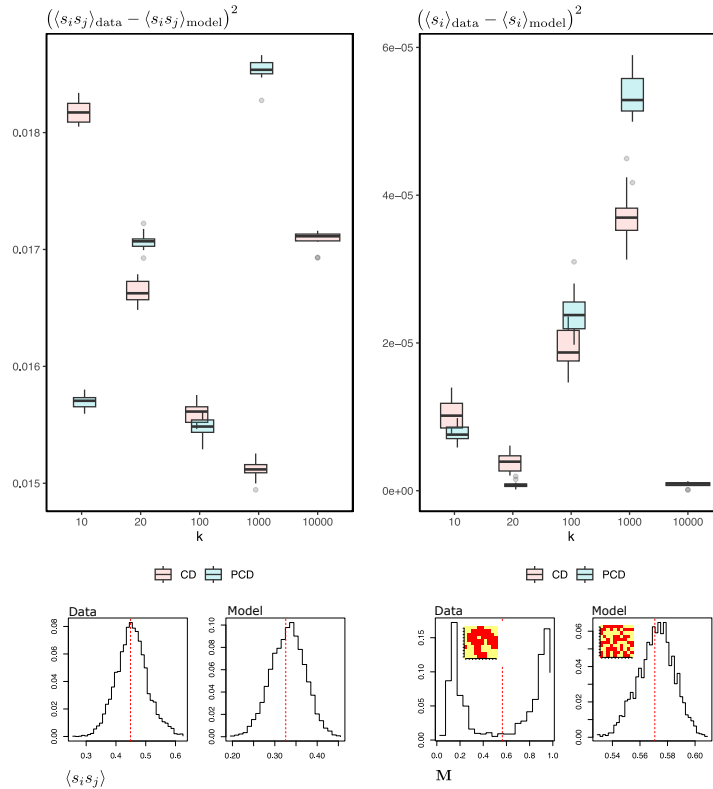 (⟨s_i s_j⟩_data − ⟨s_i s_j⟩_model)^2
(⟨s_i⟩_data − ⟨s_i⟩_model)^2
0.018
0.017
0.016
0.015
10 20 100 1000 10000
k
6e−05
4e−05
2e−05
0e+00
10 20 100 1000 10000
k
CD PCD
CD PCD
Data
0.00 0.02 0.04 0.06 0.08
0.3 0.4 0.5 0.6
Model
0.00 0.02 0.04 0.06 0.08 0.10
0.20 0.25 0.30 0.35 0.40 0.45
⟨s_i s_j⟩
Data
0.00 0.05 0.10 0.15
0.0 0.2 0.4 0.6 0.8 1.0
Model
0.00 0.02 0.04 0.06
0.54 0.56 0.58 0.60
M